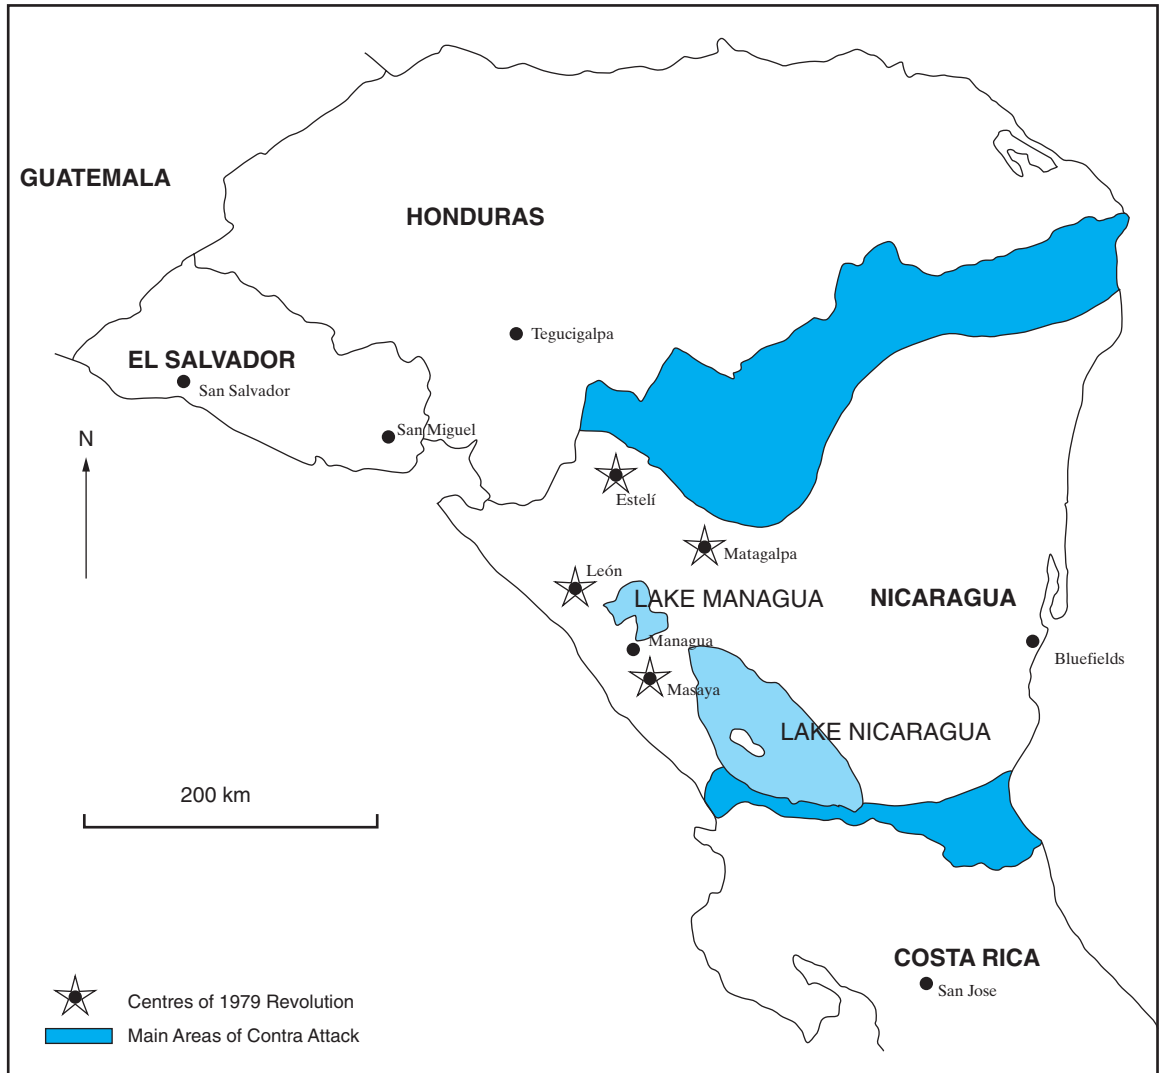 GUATEMALA
HONDURAS
Tegucigalpa
EL SALVADOR
San Salvador
San Miguel
N
Estelí
Matagalpa
León
LAKE MANAGUA
NICARAGUA
Managua
Bluefields
Masaya
LAKE NICARAGUA
200 km
COSTA RICA
San Jose
Centres of 1979 Revolution
Main Areas of Contra Attack